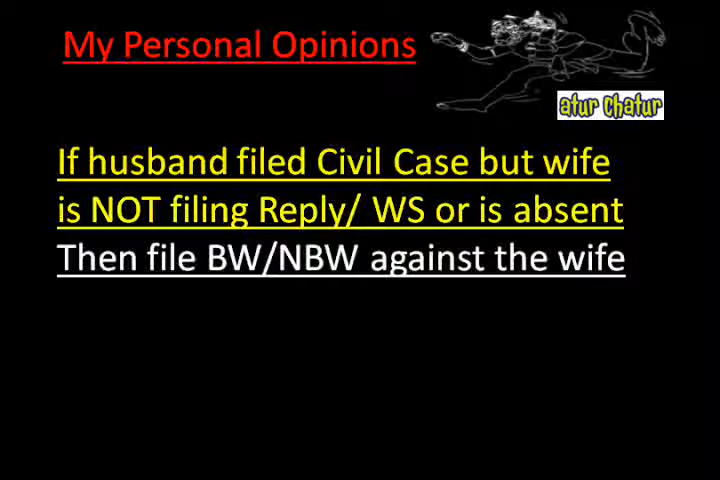 My Personal Opinions
atur chatur
If husband filed Civil Case but wife
is NOT filing Reply/ WS or is absent
Then file BW/NBW against the wife